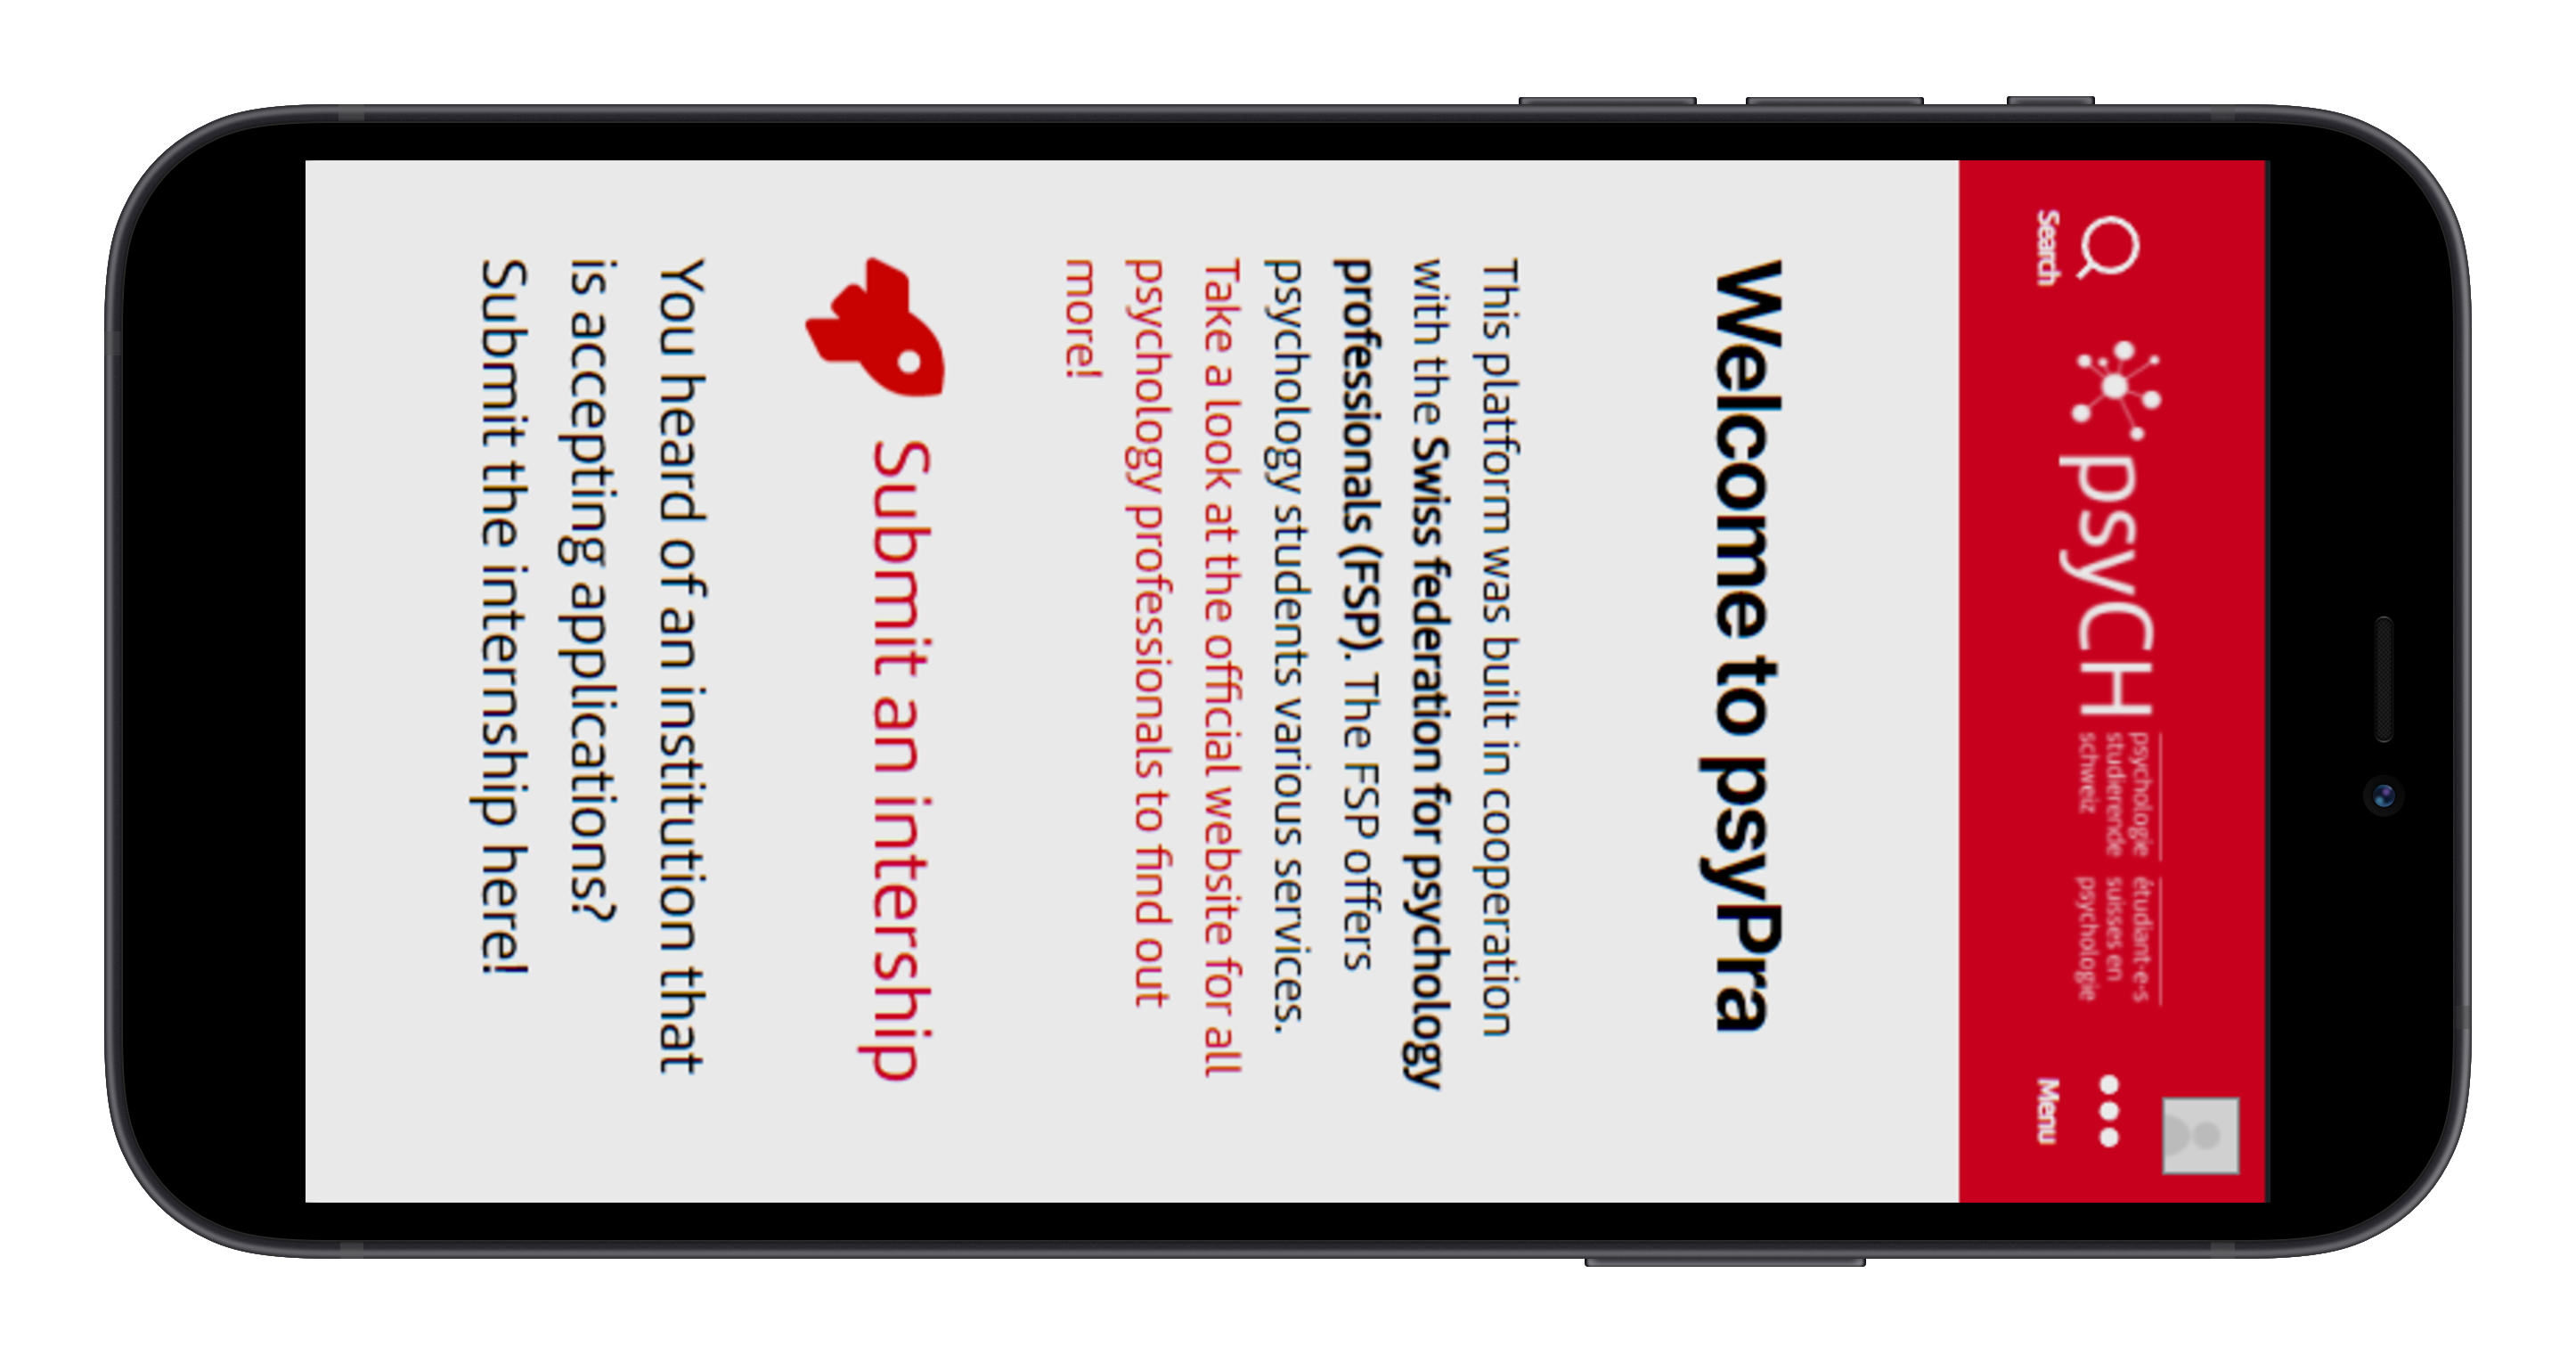 Search
psyCH
psychologie
studierende
schweiz
étudiant·e·s
suisses en
psychologie
Menu
Welcome to psyPra
This platform was built in cooperation
with the Swiss federation for psychology
professionals (FSP). The FSP offers
psychology students various services.
Take a look at the official website for all
psychology professionals to find out
more!
Submit an intership
You heard of an institution that
is accepting applications?
Submit the internship here!